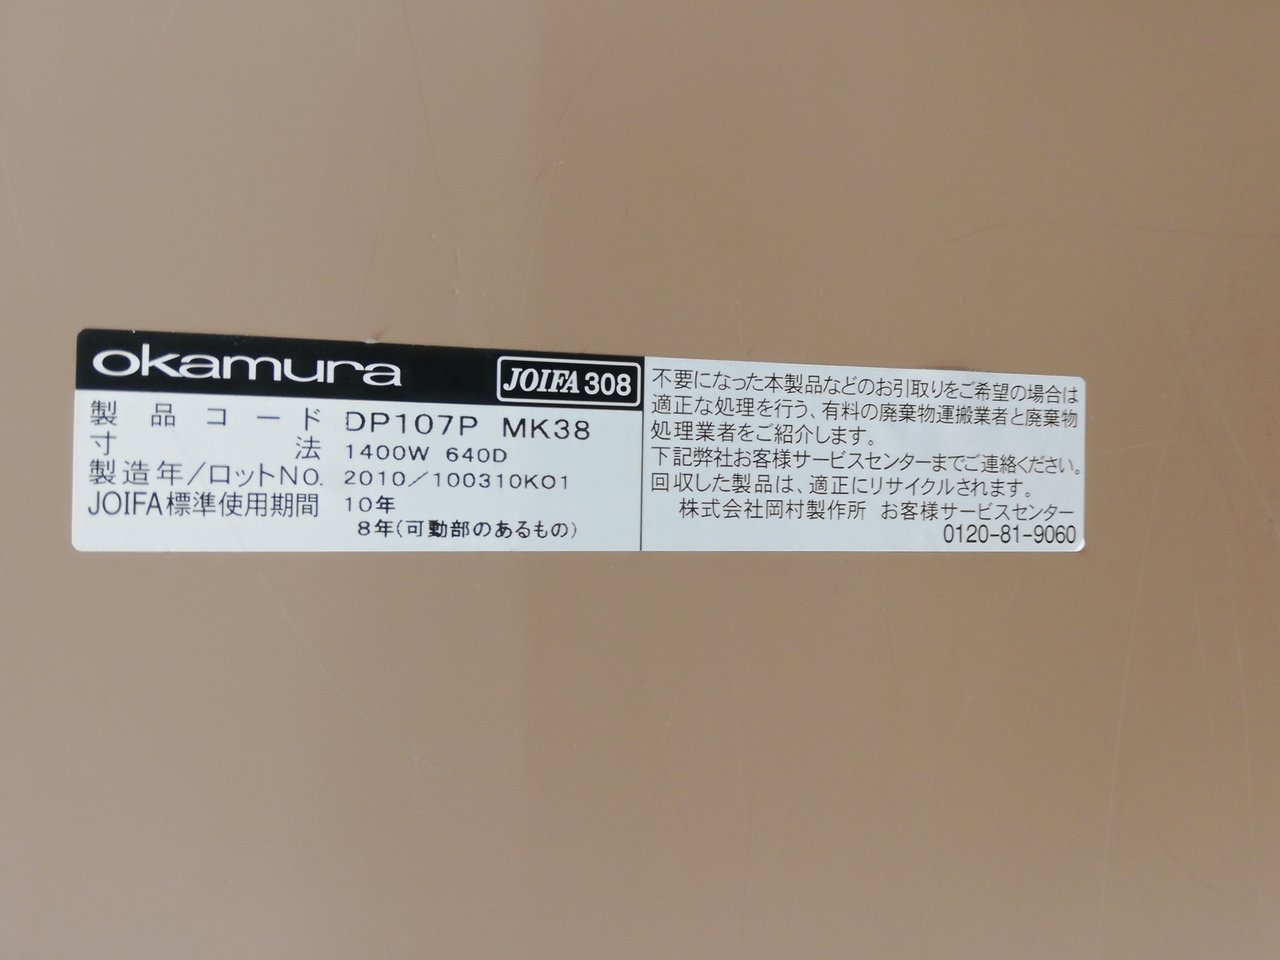 okamura JOIFA 308
製品コード DP107P MK38
寸法 1400W 640D
製造年/ロットNO. 2010/100310K01
JOIFA標準使用期間 10年
8年(可動部のあるもの)
不要になった本製品などのお引取りをご希望の場合は
適正な処理を行う、有料の廃棄物運搬業者と廃棄物
処理業者をご紹介します。
下記弊社お客様サービスセンターまでご連絡ください。
回収した製品は、適正にリサイクルされます。
株式会社岡村製作所 お客様サービスセンター
0120-81-9060